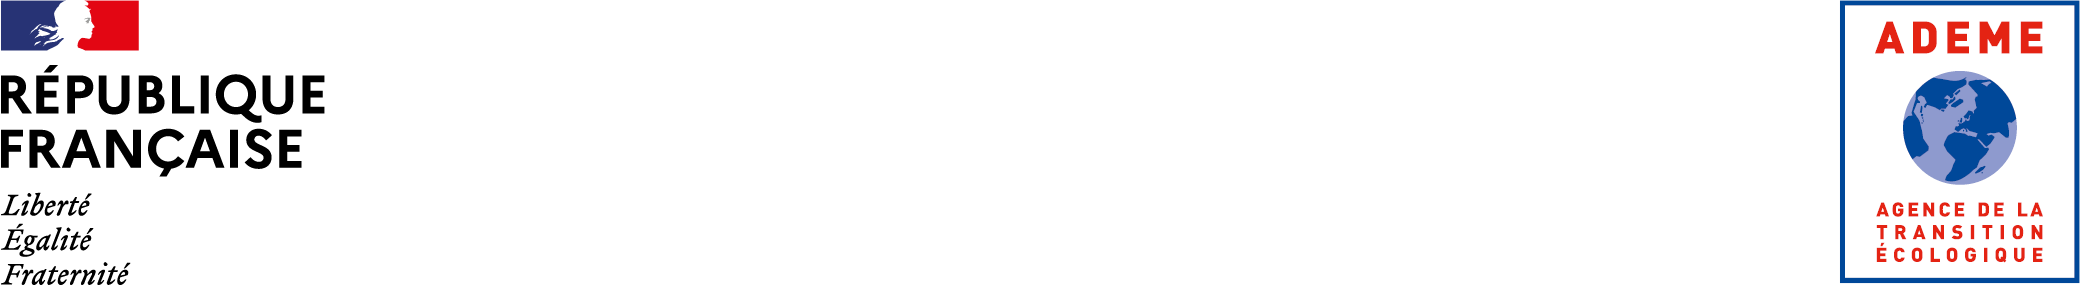 RÉPUBLIQUE
FRANÇAISE
Liberté
Égalité
Fraternité
ADEME
AGENCE DE LA
TRANSITION
ÉCOLOGIQUE